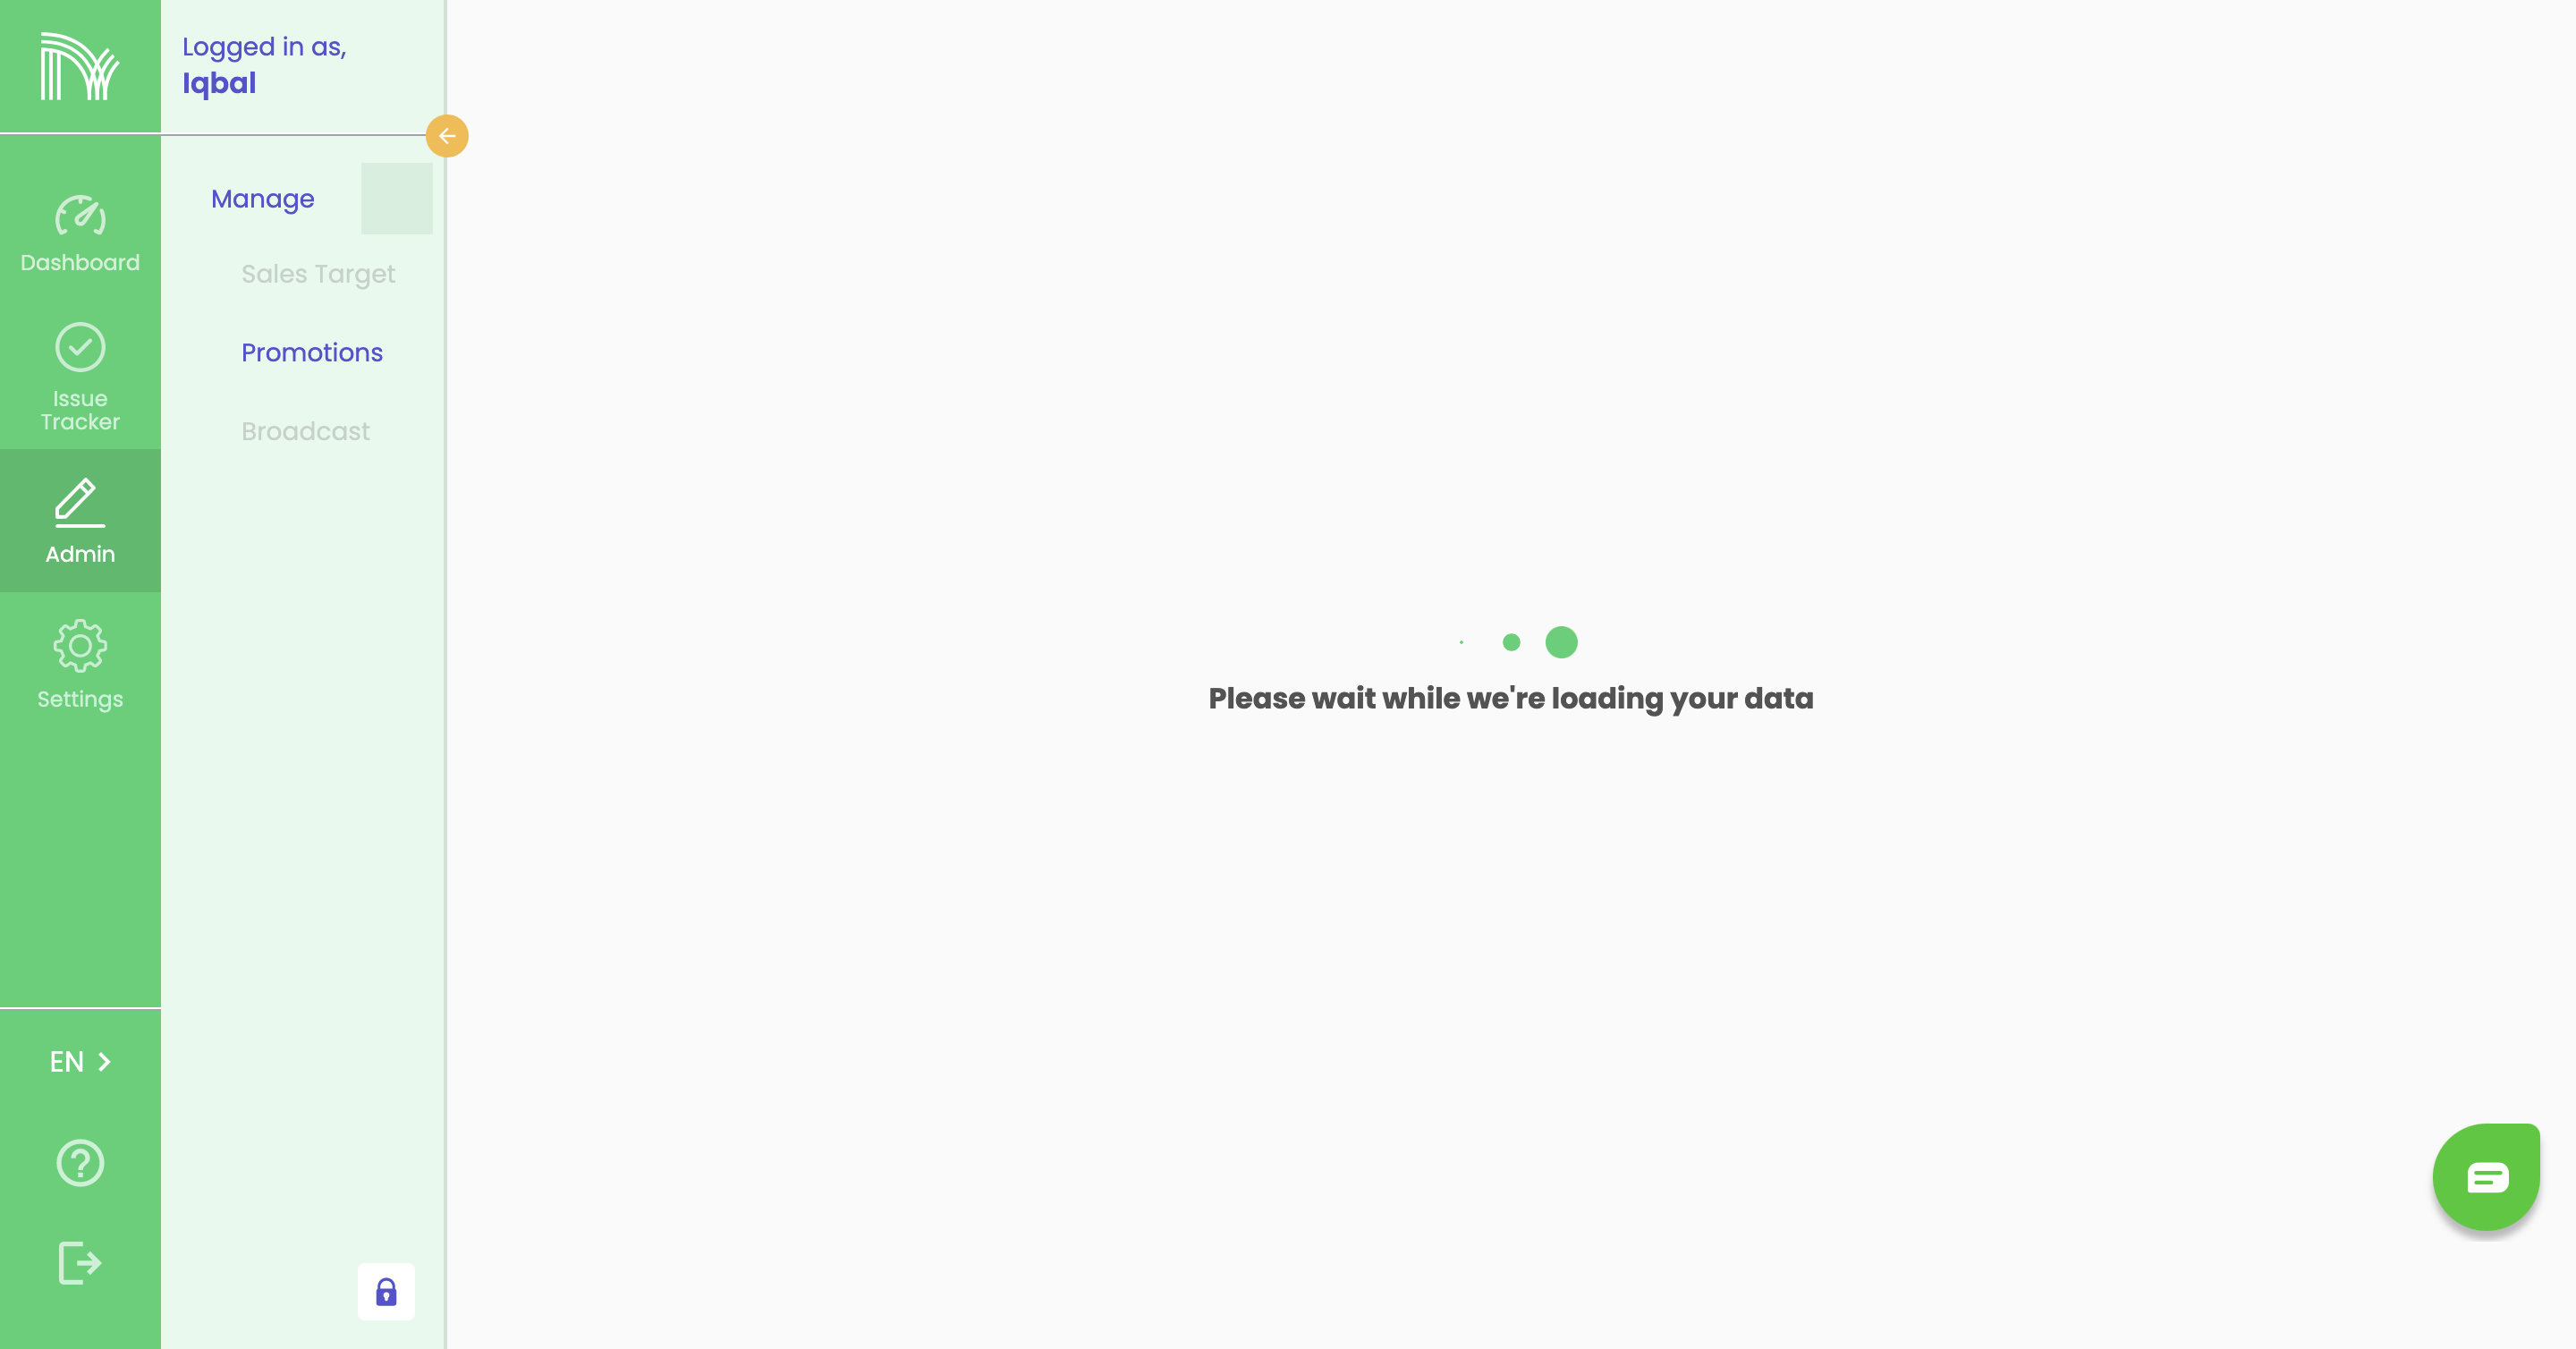 Logged in as,
Iqbal
Dashboard
Issue
Tracker
Admin
Settings
EN
Manage
Sales Target
Promotions
Broadcast
Please wait while we're loading your data